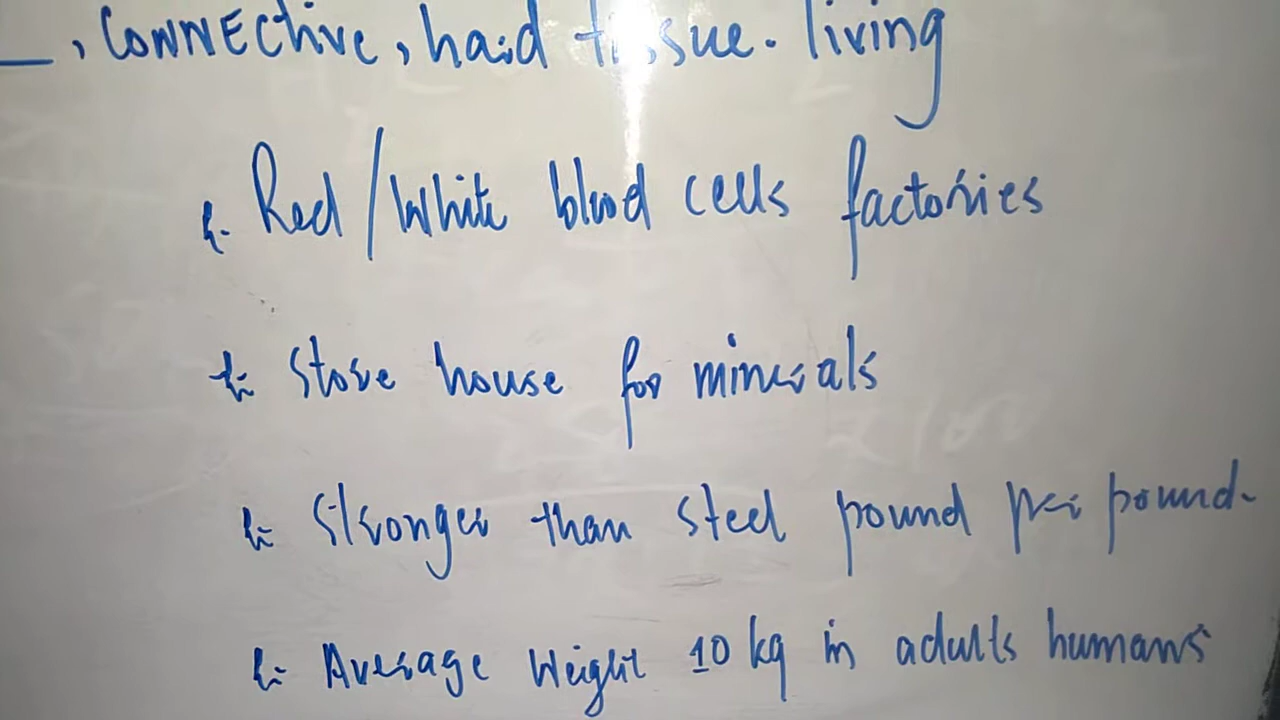 , CONNECtive, hard tissue. living
Red/White blood cells factories
Store house for minerals
Stronger than steel pound per pound-
Average Weight 10 kg in adults humans